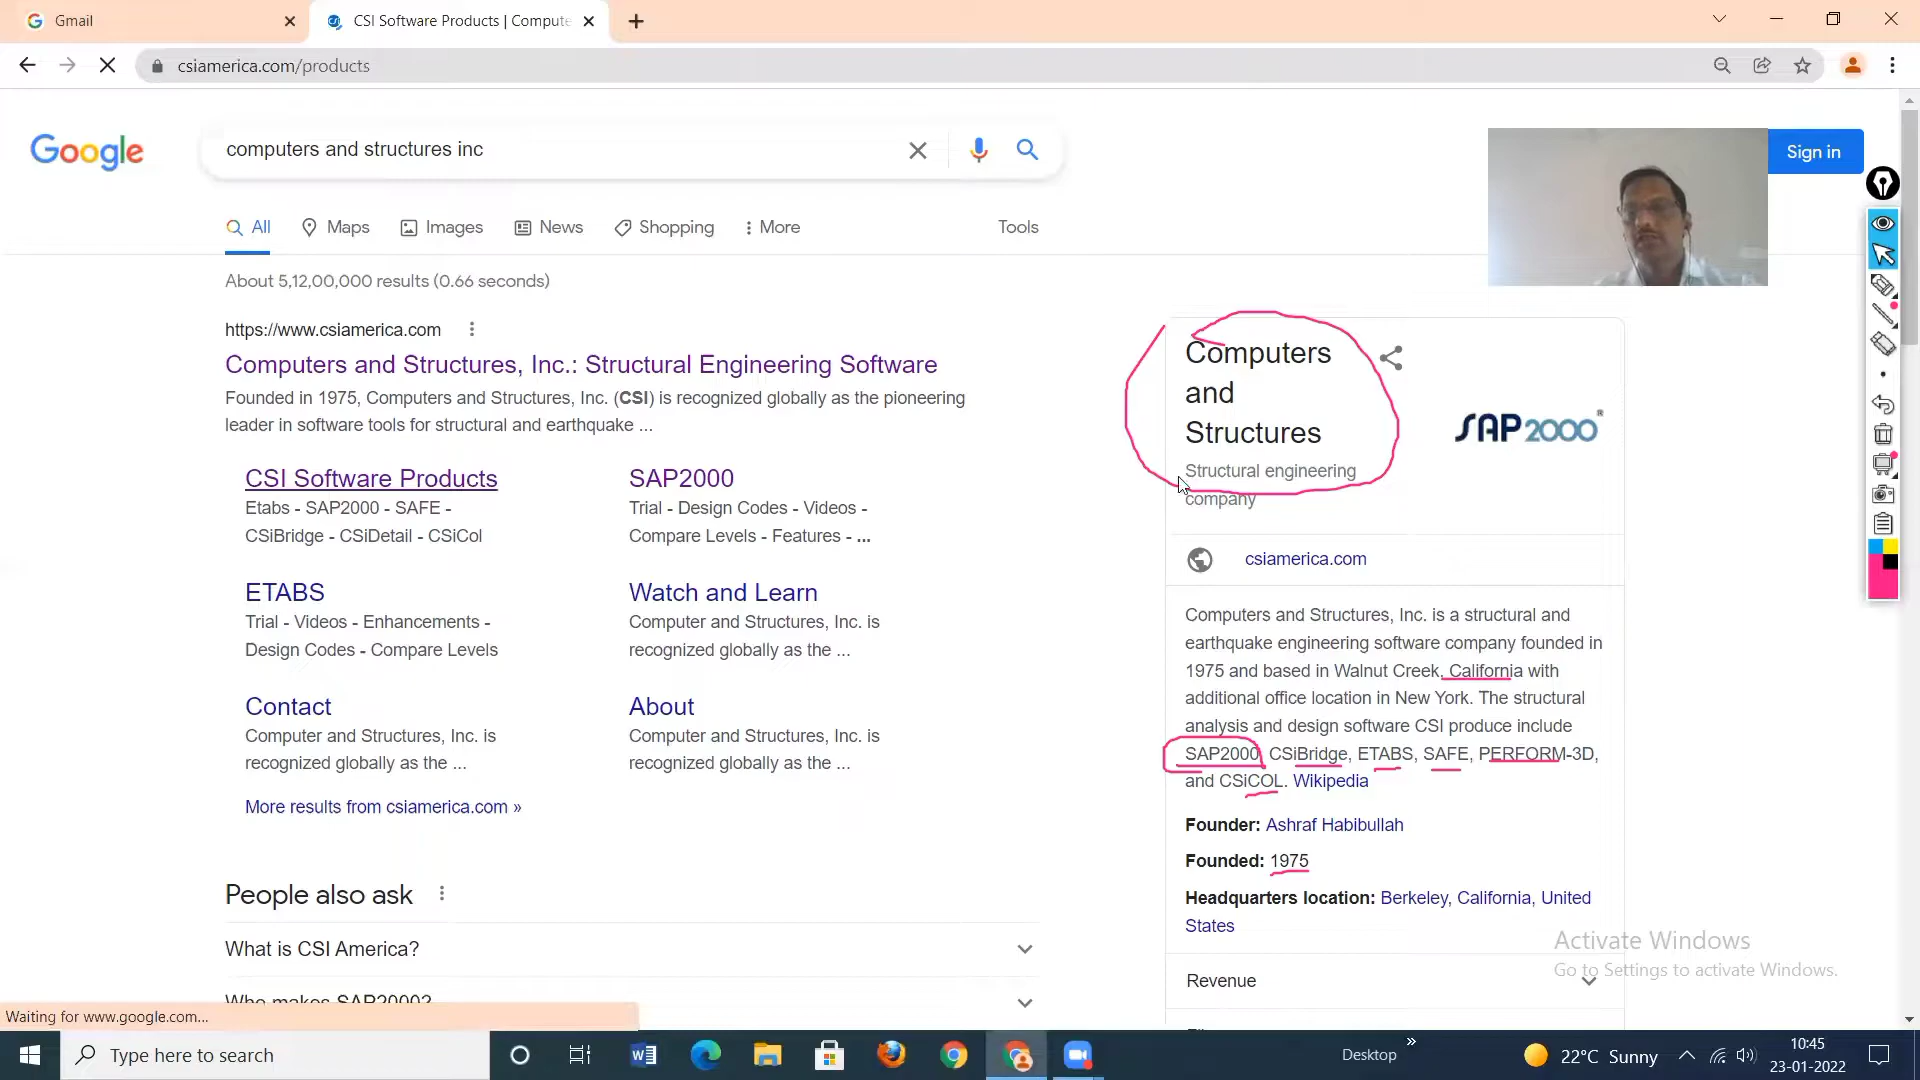 Gmail
CSI Software Products | Compute
csiamerica.com/products
Google
computers and structures inc
Sign in
All
Maps
Images
News
Shopping
More
Tools
About 5,12,00,000 results (0.66 seconds)
https://www.csiamerica.com
Computers and Structures, Inc.: Structural Engineering Software
Founded in 1975, Computers and Structures, Inc. (CSI) is recognized globally as the pioneering
leader in software tools for structural and earthquake ...
CSI Software Products
Etabs - SAP2000 - SAFE -
CSiBridge - CSiDetail - CSiCol
SAP2000
Trial - Design Codes - Videos -
Compare Levels - Features - ...
ETABS
Trial - Videos - Enhancements -
Design Codes - Compare Levels
Watch and Learn
Computer and Structures, Inc. is
recognized globally as the ...
Contact
Computer and Structures, Inc. is
recognized globally as the ...
About
Computer and Structures, Inc. is
recognized globally as the ...
More results from csiamerica.com »
People also ask
What is CSI America?
Who makes SAP2000?
Computers
and
Structures
Structural engineering
company
SAP2000®
csiamerica.com
Computers and Structures, Inc. is a structural and
earthquake engineering software company founded in
1975 and based in Walnut Creek, California with
additional office location in New York. The structural
analysis and design software CSI produce include
SAP2000, CSiBridge, ETABS, SAFE, PERFORM-3D,
and CSiCOL. Wikipedia
Founder: Ashraf Habibullah
Founded: 1975
Headquarters location: Berkeley, California, United
States
Revenue
Activate Windows
Go to Settings to activate Windows.
Waiting for www.google.com...
Type here to search
Desktop
22°C Sunny
10:45
23-01-2022